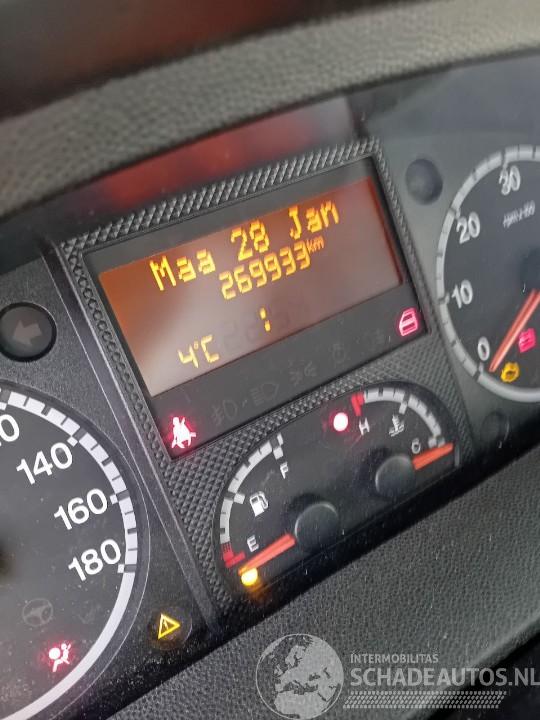 Maa 28 Jan
269933km
4°C :
30
20
10
0
140
160
180
F
E
H
C
INTERMOBILITAS
SCHADEAUTOS.NL